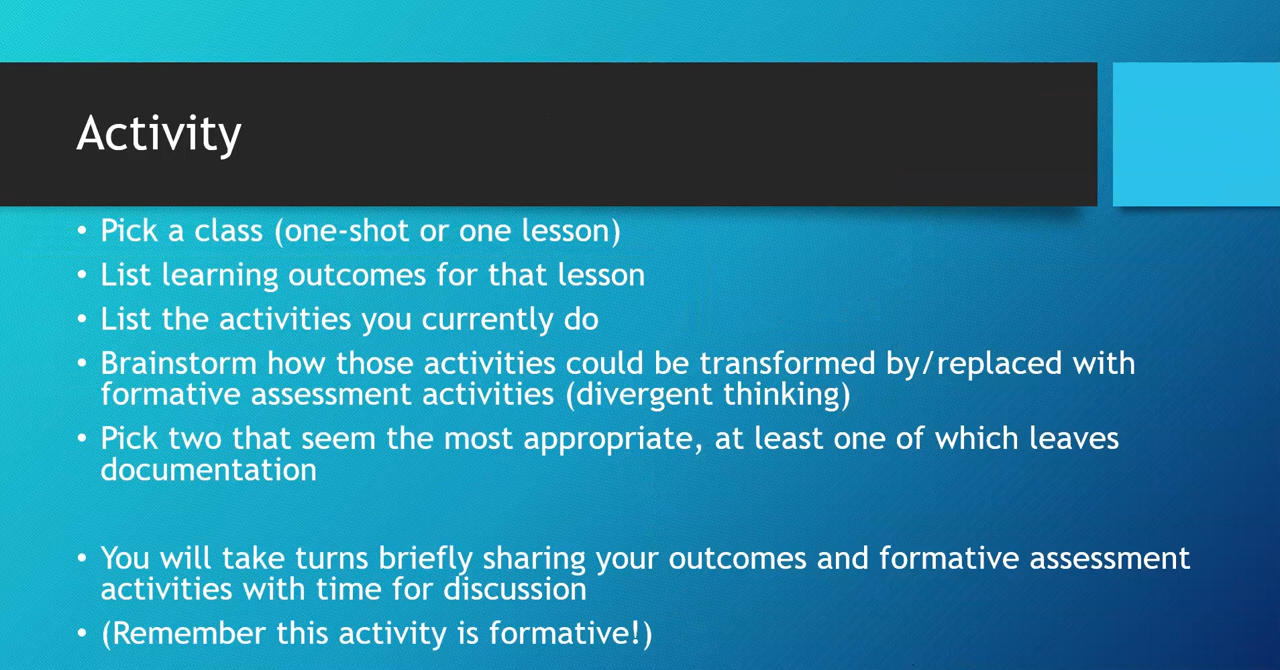 Activity
• Pick a class (one-shot or one lesson)
• List learning outcomes for that lesson
• List the activities you currently do
• Brainstorm how those activities could be transformed by/replaced with
formative assessment activities (divergent thinking)
• Pick two that seem the most appropriate, at least one of which leaves
documentation
• You will take turns briefly sharing your outcomes and formative assessment
activities with time for discussion
• (Remember this activity is formative!)